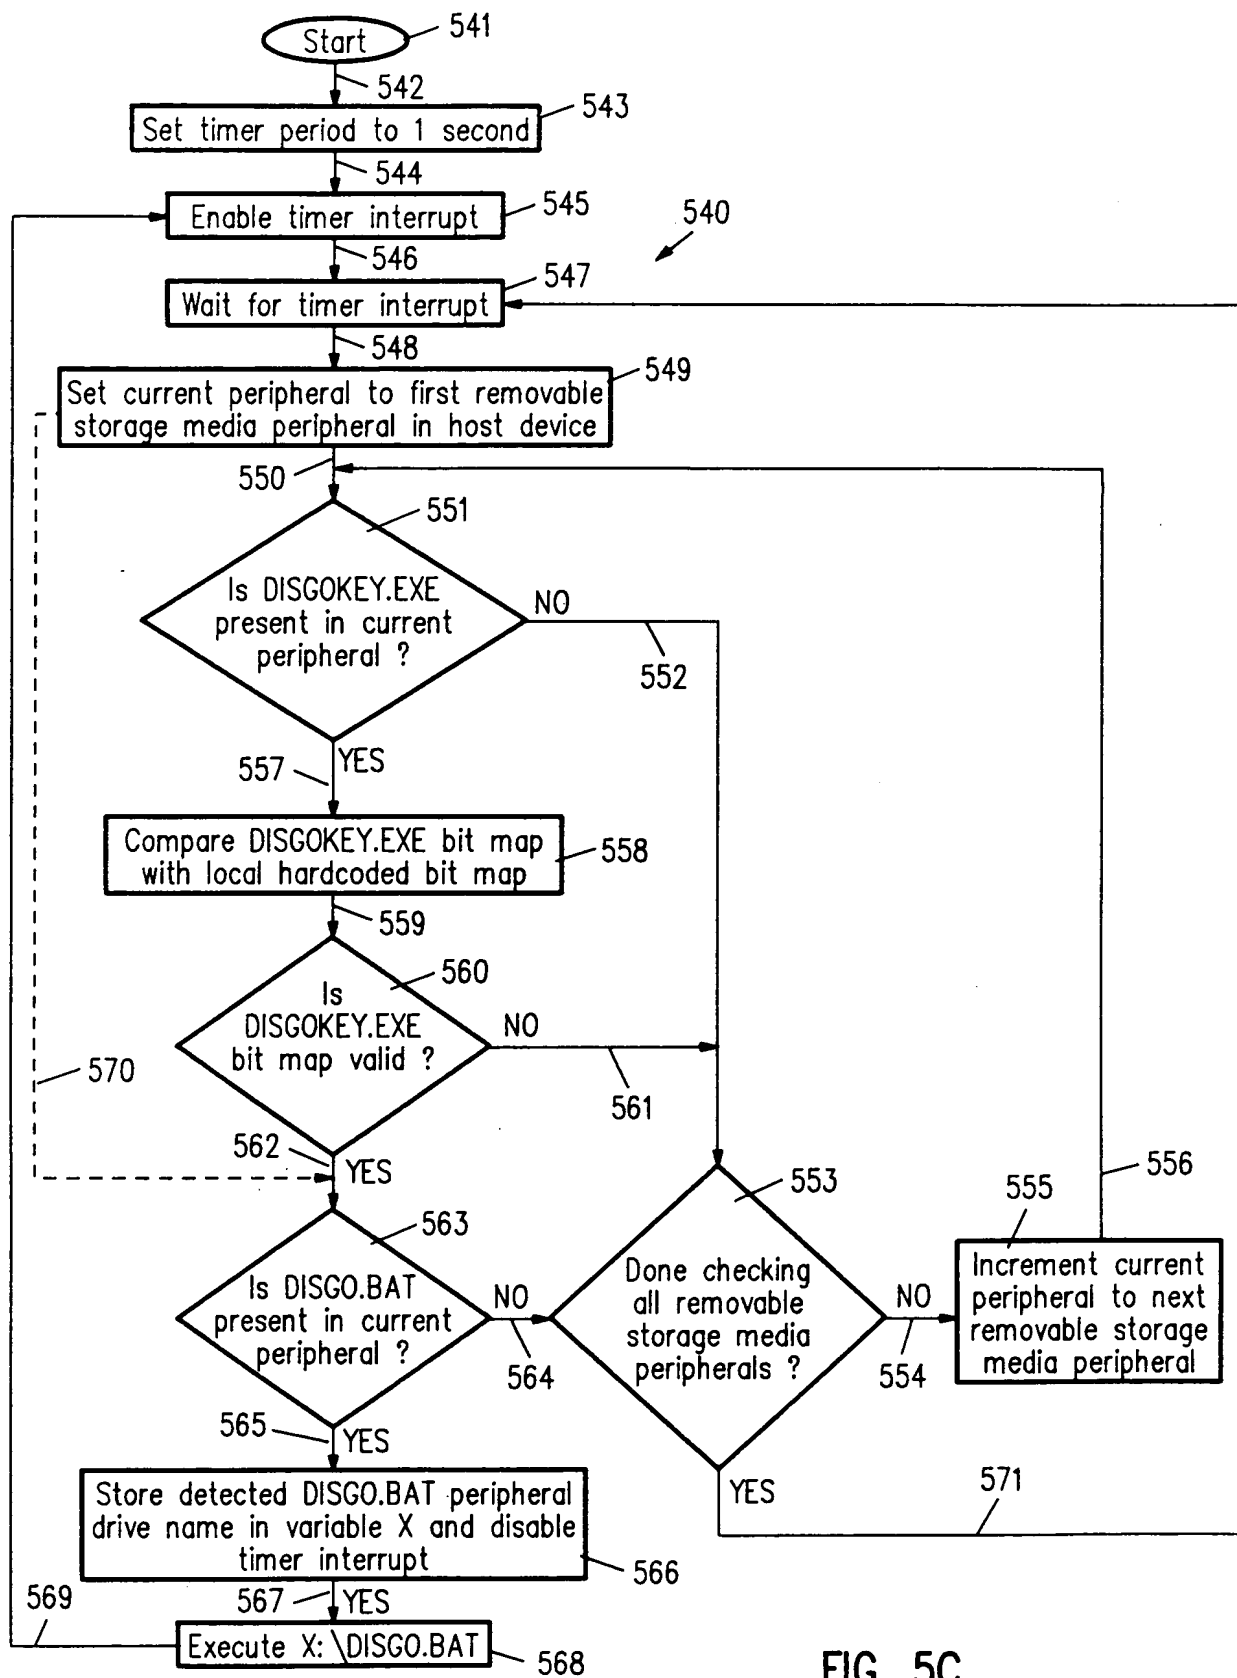 Start
541
542
Set timer period to 1 second
543
544
Enable timer interrupt
545
546
540
Wait for timer interrupt
547
548
Set current peripheral to first removable
storage media peripheral in host device
549
550
551
Is DISGOKEY.EXE
present in current
peripheral ?
NO
552
YES
557
Compare DISGOKEY.EXE bit map
with local hardcoded bit map
558
559
560
Is
DISGOKEY.EXE
bit map valid ?
NO
561
570
562
YES
563
Is DISGO.BAT
present in current
peripheral ?
NO
564
553
Done checking
all removable
storage media
peripherals ?
NO
554
555
556
Increment current
peripheral to next
removable storage
media peripheral
565
YES
YES
571
Store detected DISGO.BAT peripheral
drive name in variable X and disable
timer interrupt
566
567
YES
569
Execute X: \DISGO.BAT
568
FIG. 5C